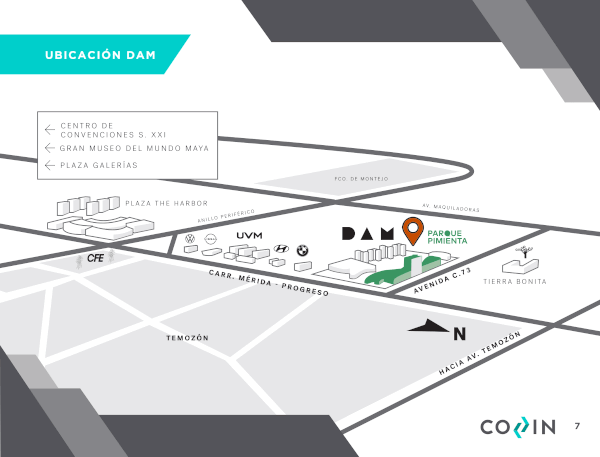 UBICACIÓN DAM
CENTRO DE
CONVENCIONES S. XXI
GRAN MUSEO DEL MUNDO MAYA
PLAZA GALERÍAS
FCO. DE MONTEJO
PLAZA THE HARBOR
ANILLO PERIFÉRICO
AV. MAQUILADORAS
UVM
DAM
PARQUE
PIMIENTA
CFE
CARR. MÉRIDA - PROGRESO
AVENIDA C.73
TIERRA BONITA
TEMOZÓN
N
HACIA AV. TEMOZÓN
7